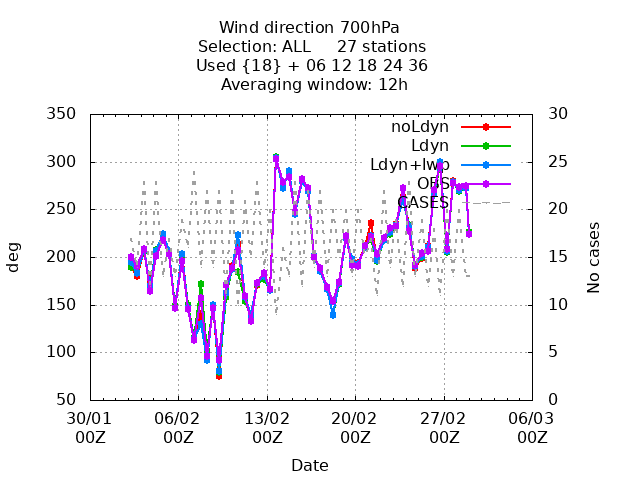 Wind direction 700hPa
Selection: ALL 27 stations
Used {18} + 06 12 18 24 36
Averaging window: 12h
350 30
noLdyn
Ldyn
300 25
Ldyn+lwp
OBS
250 20
CASES
deg
No cases
200 15
150 10
100 5
50 0
30/01 06/02 13/02 20/02 27/02 06/03
00Z 00Z 00Z 00Z 00Z 00Z
Date